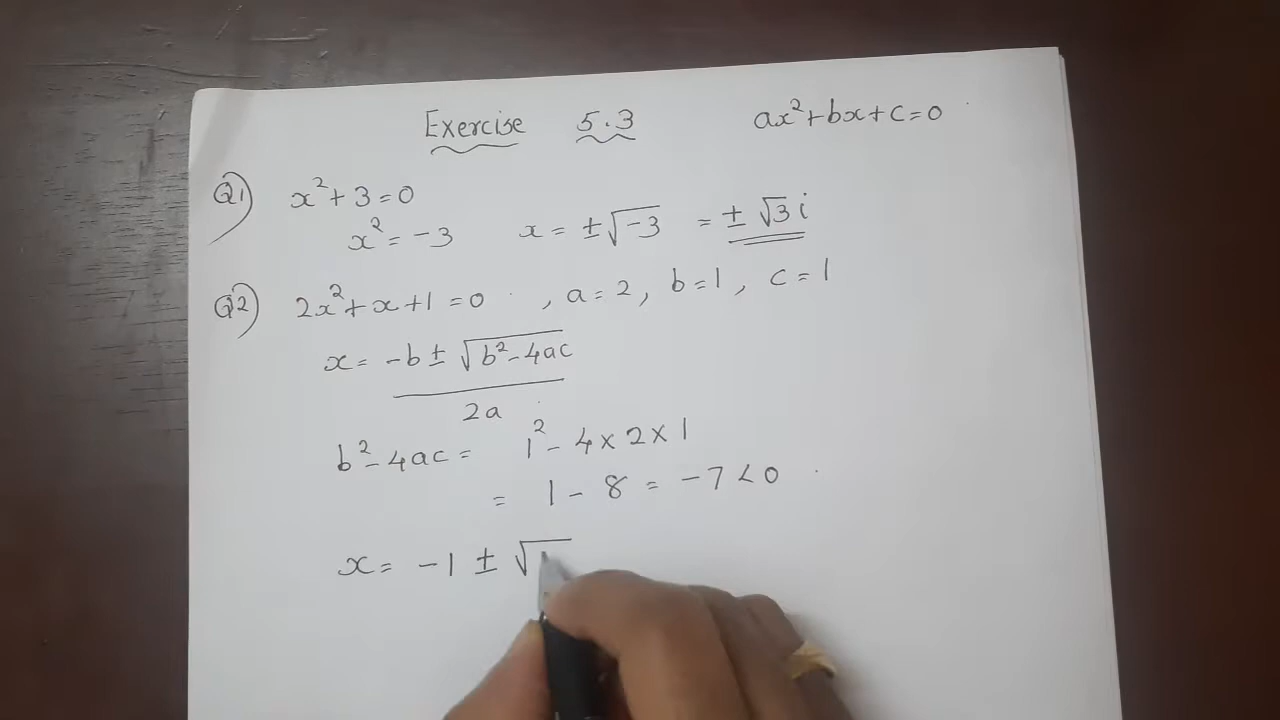 Exercise 5.3 ax²+bx+c=0
Q1) x²+3=0
x²=-3 x=±√-3 =±√3i
Q2) 2x²+x+1=0 , a=2, b=1, c=1
x= -b±√b²-4ac
2a
b²-4ac= 1²-4×2×1
= 1-8=-7<0
x= -1±√